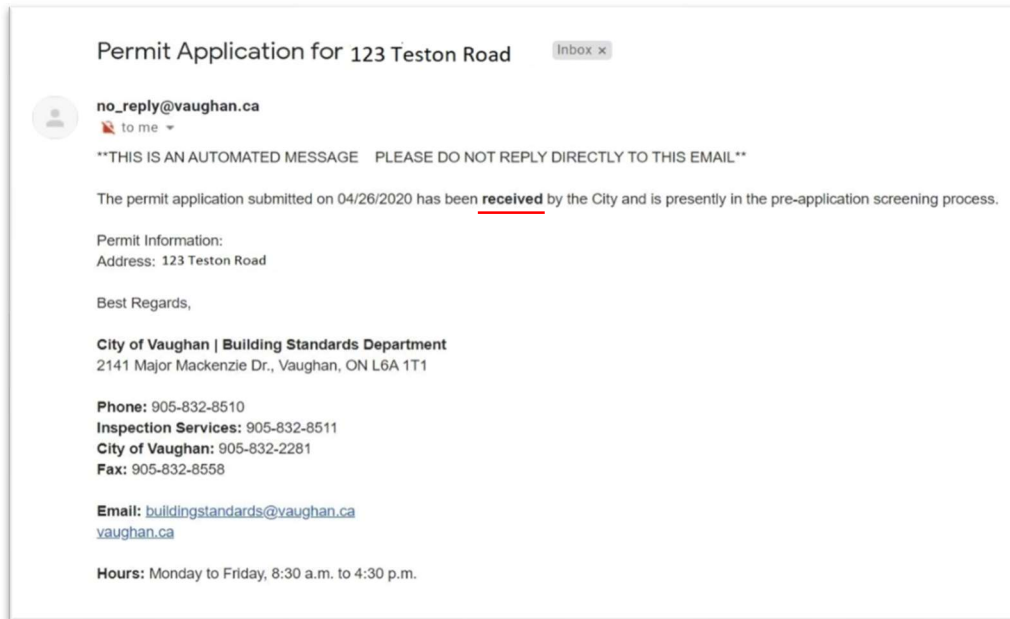 Permit Application for 123 Teston Road Inbox x
no_reply@vaughan.ca
to me
**THIS IS AN AUTOMATED MESSAGE PLEASE DO NOT REPLY DIRECTLY TO THIS EMAIL**
The permit application submitted on 04/26/2020 has been received by the City and is presently in the pre-application screening process.
Permit Information:
Address: 123 Teston Road
Best Regards,
City of Vaughan | Building Standards Department
2141 Major Mackenzie Dr., Vaughan, ON L6A 1T1
Phone: 905-832-8510
Inspection Services: 905-832-8511
City of Vaughan: 905-832-2281
Fax: 905-832-8558
Email: buildingstandards@vaughan.ca
vaughan.ca
Hours: Monday to Friday, 8:30 a.m. to 4:30 p.m.